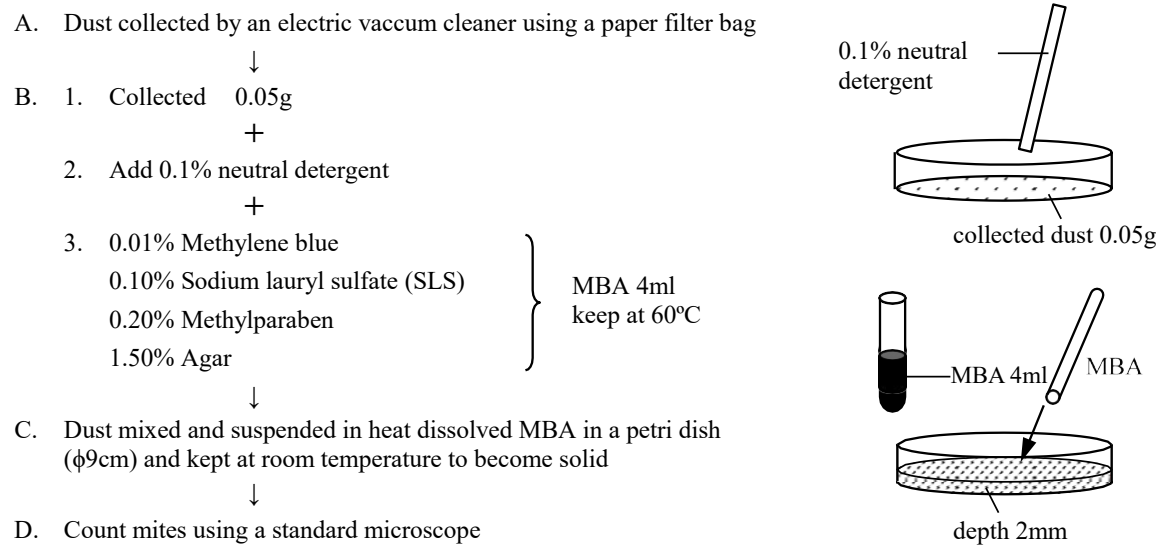 A. Dust collected by an electric vaccum cleaner using a paper filter bag
↓
B. 1. Collected 0.05g
+
2. Add 0.1% neutral detergent
+
3. 0.01% Methylene blue
0.10% Sodium lauryl sulfate (SLS)
0.20% Methylparaben
1.50% Agar
MBA 4ml
keep at 60ºC
↓
C. Dust mixed and suspended in heat dissolved MBA in a petri dish
(ϕ9cm) and kept at room temperature to become solid
↓
D. Count mites using a standard microscope
0.1% neutral
detergent
collected dust 0.05g
MBA 4ml
MBA
depth 2mm